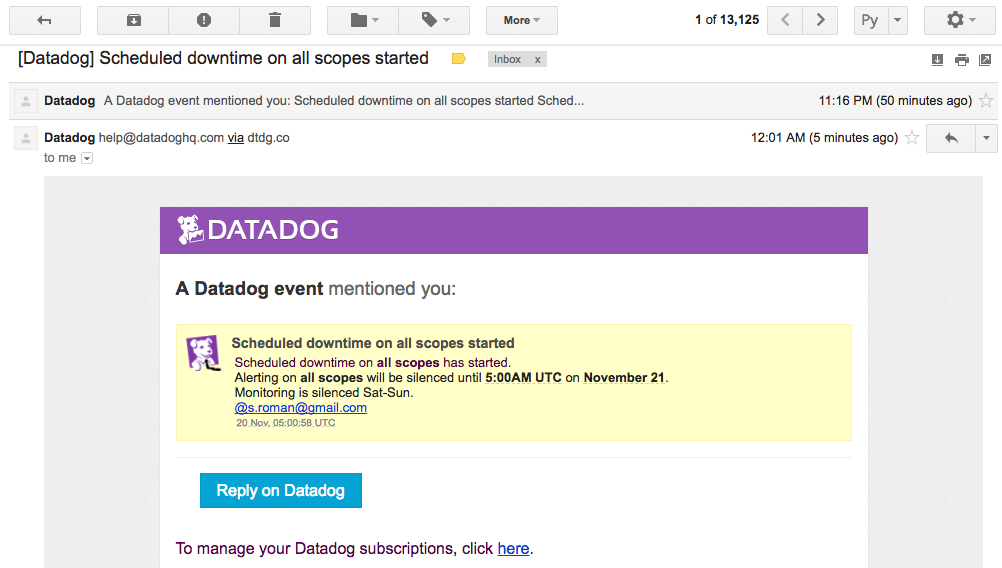 More
1 of 13,125
Py
[Datadog] Scheduled downtime on all scopes started
Inbox x
Datadog A Datadog event mentioned you: Scheduled downtime on all scopes started Sched... 11:16 PM (50 minutes ago)
Datadog help@datadoghq.com via dtdg.co 12:01 AM (5 minutes ago)
to me
DATADOG
A Datadog event mentioned you:
Scheduled downtime on all scopes started
Scheduled downtime on all scopes has started.
Alerting on all scopes will be silenced until 5:00AM UTC on November 21.
Monitoring is silenced Sat-Sun.
@s.roman@gmail.com
20 Nov, 05:00:58 UTC
Reply on Datadog
To manage your Datadog subscriptions, click here.